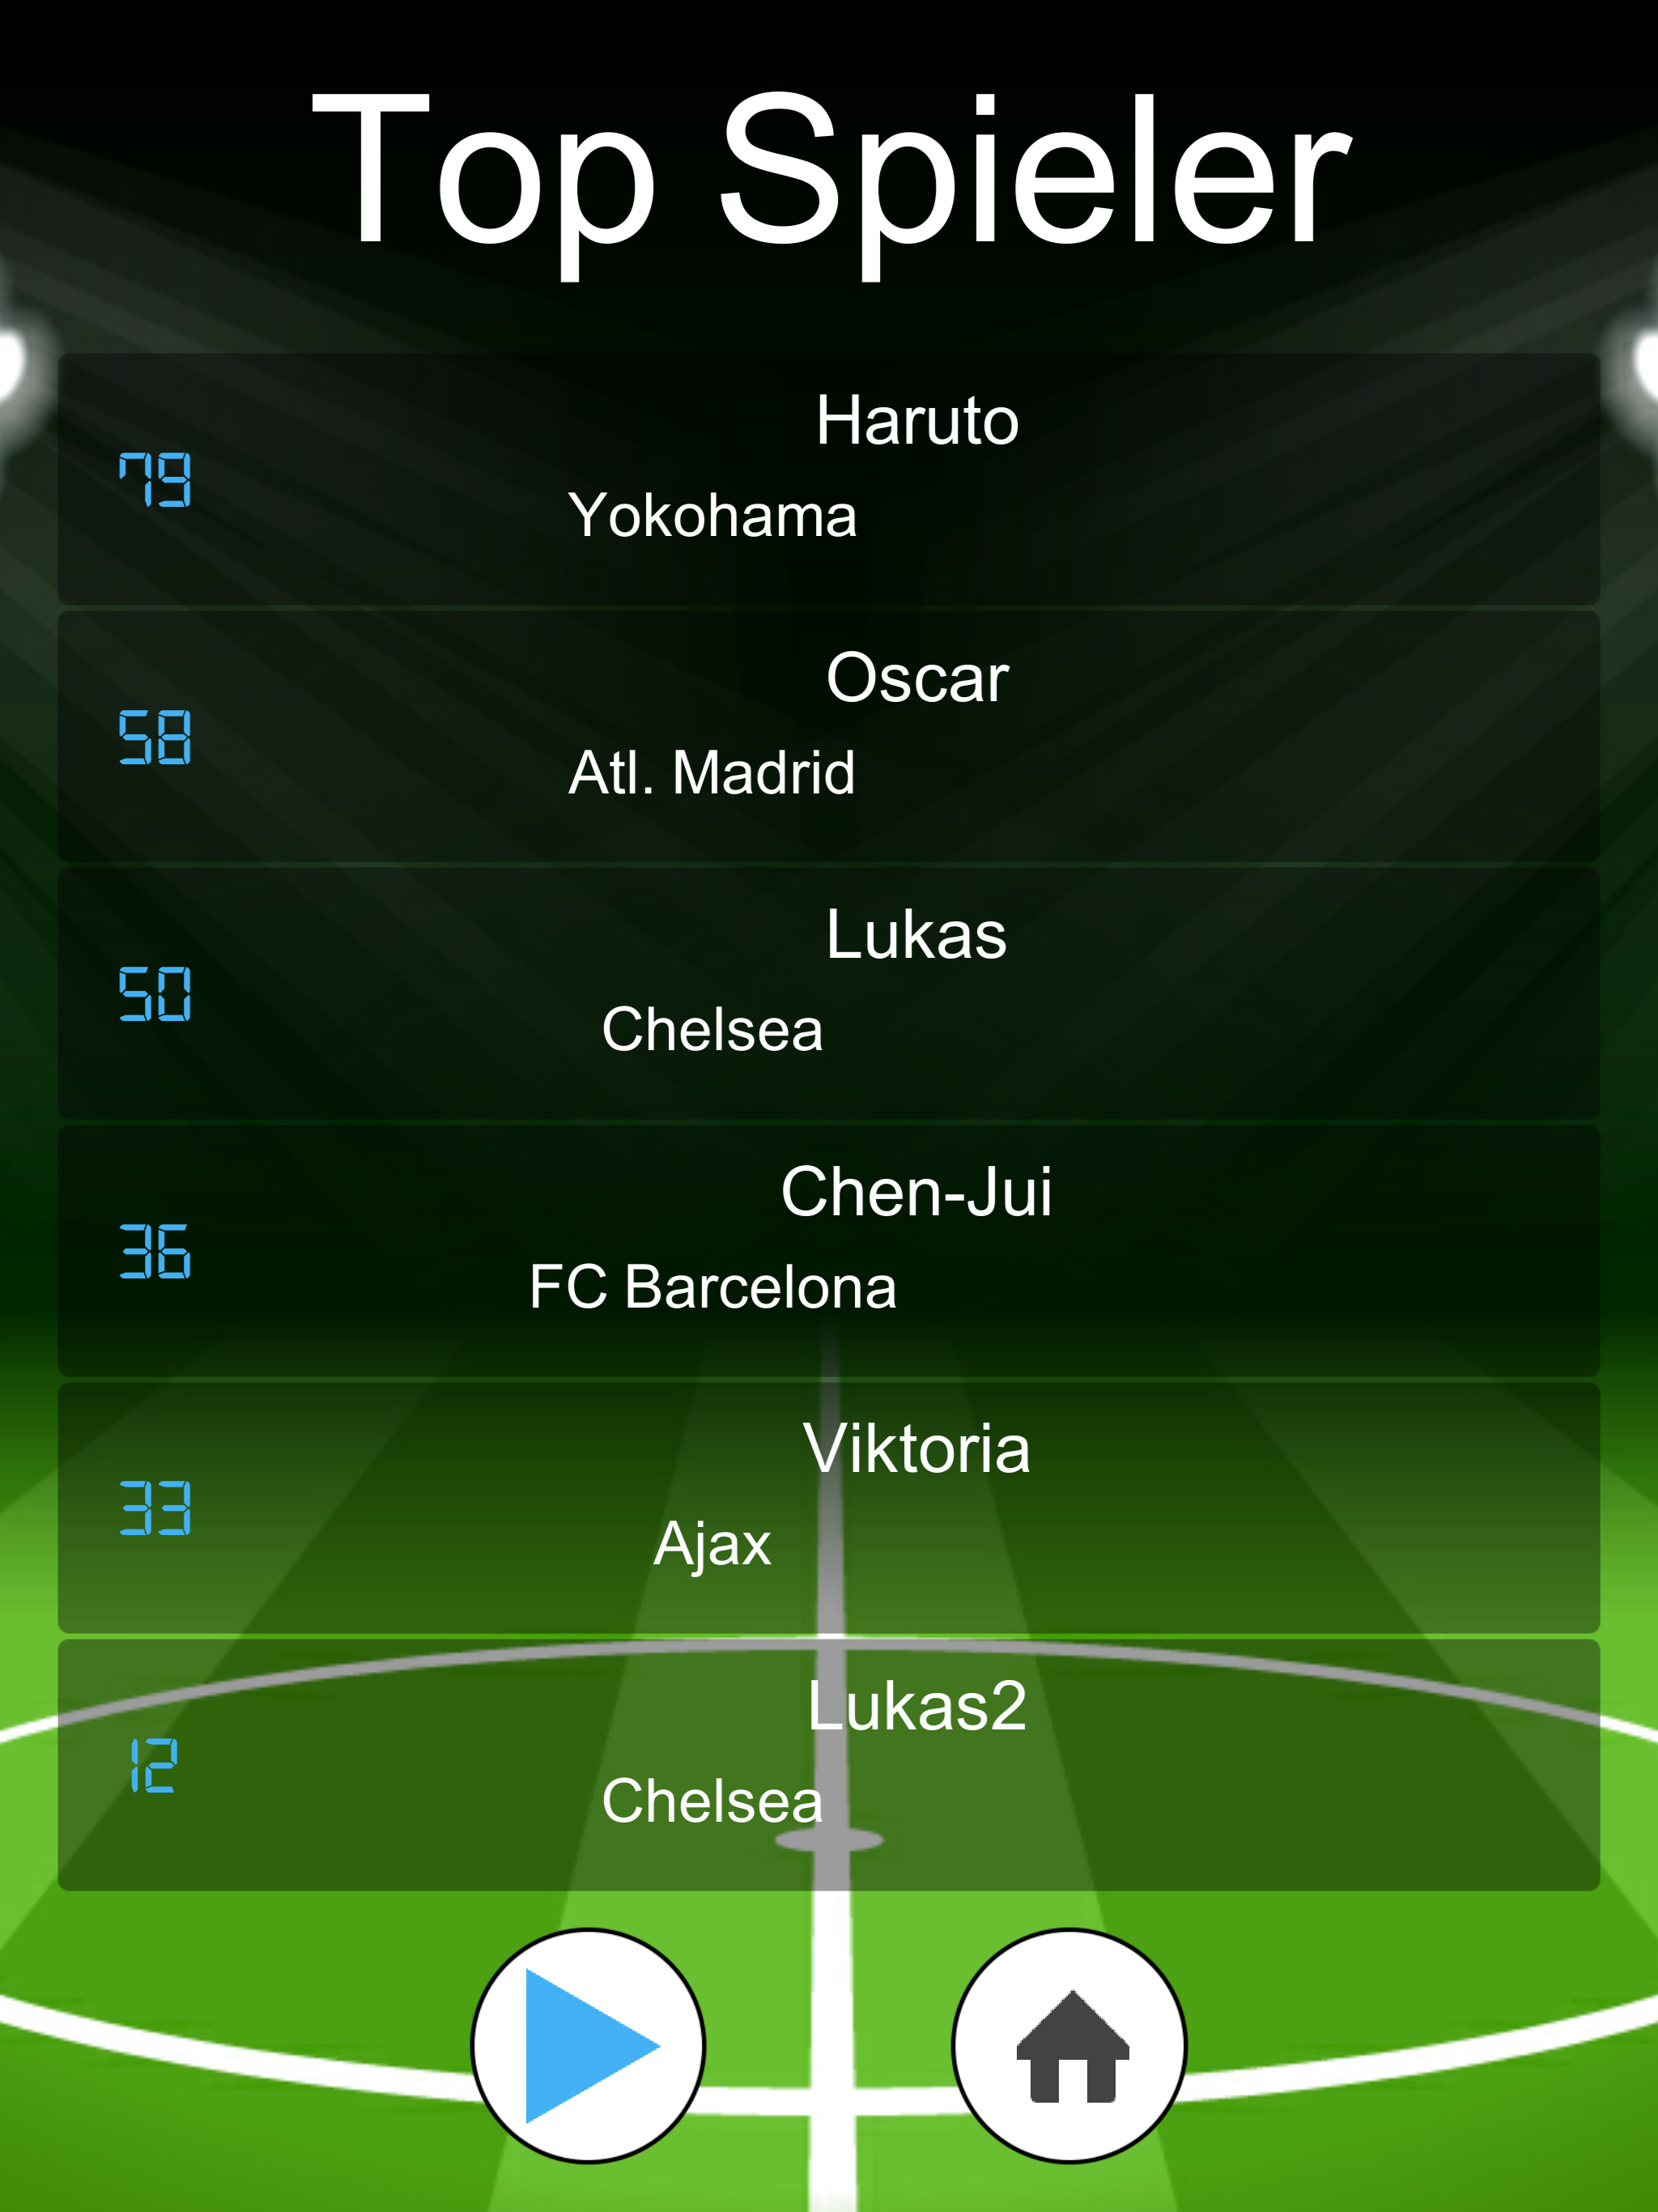 Top Spieler
Haruto
79
Yokohama
Oscar
58
Atl. Madrid
Lukas
50
Chelsea
Chen-Jui
36
FC Barcelona
Viktoria
33
Ajax
Lukas2
12
Chelsea